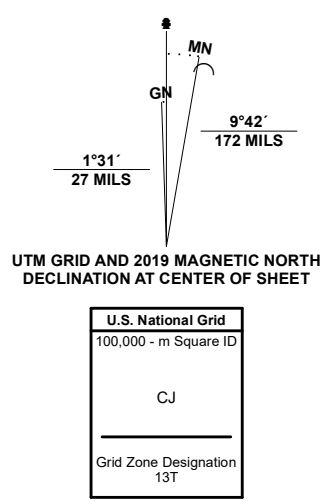 MN
GN
9°42´
172 MILS
1°31´
27 MILS
UTM GRID AND 2019 MAGNETIC NORTH
DECLINATION AT CENTER OF SHEET
U.S. National Grid
100,000 - m Square ID
CJ
Grid Zone Designation
13T